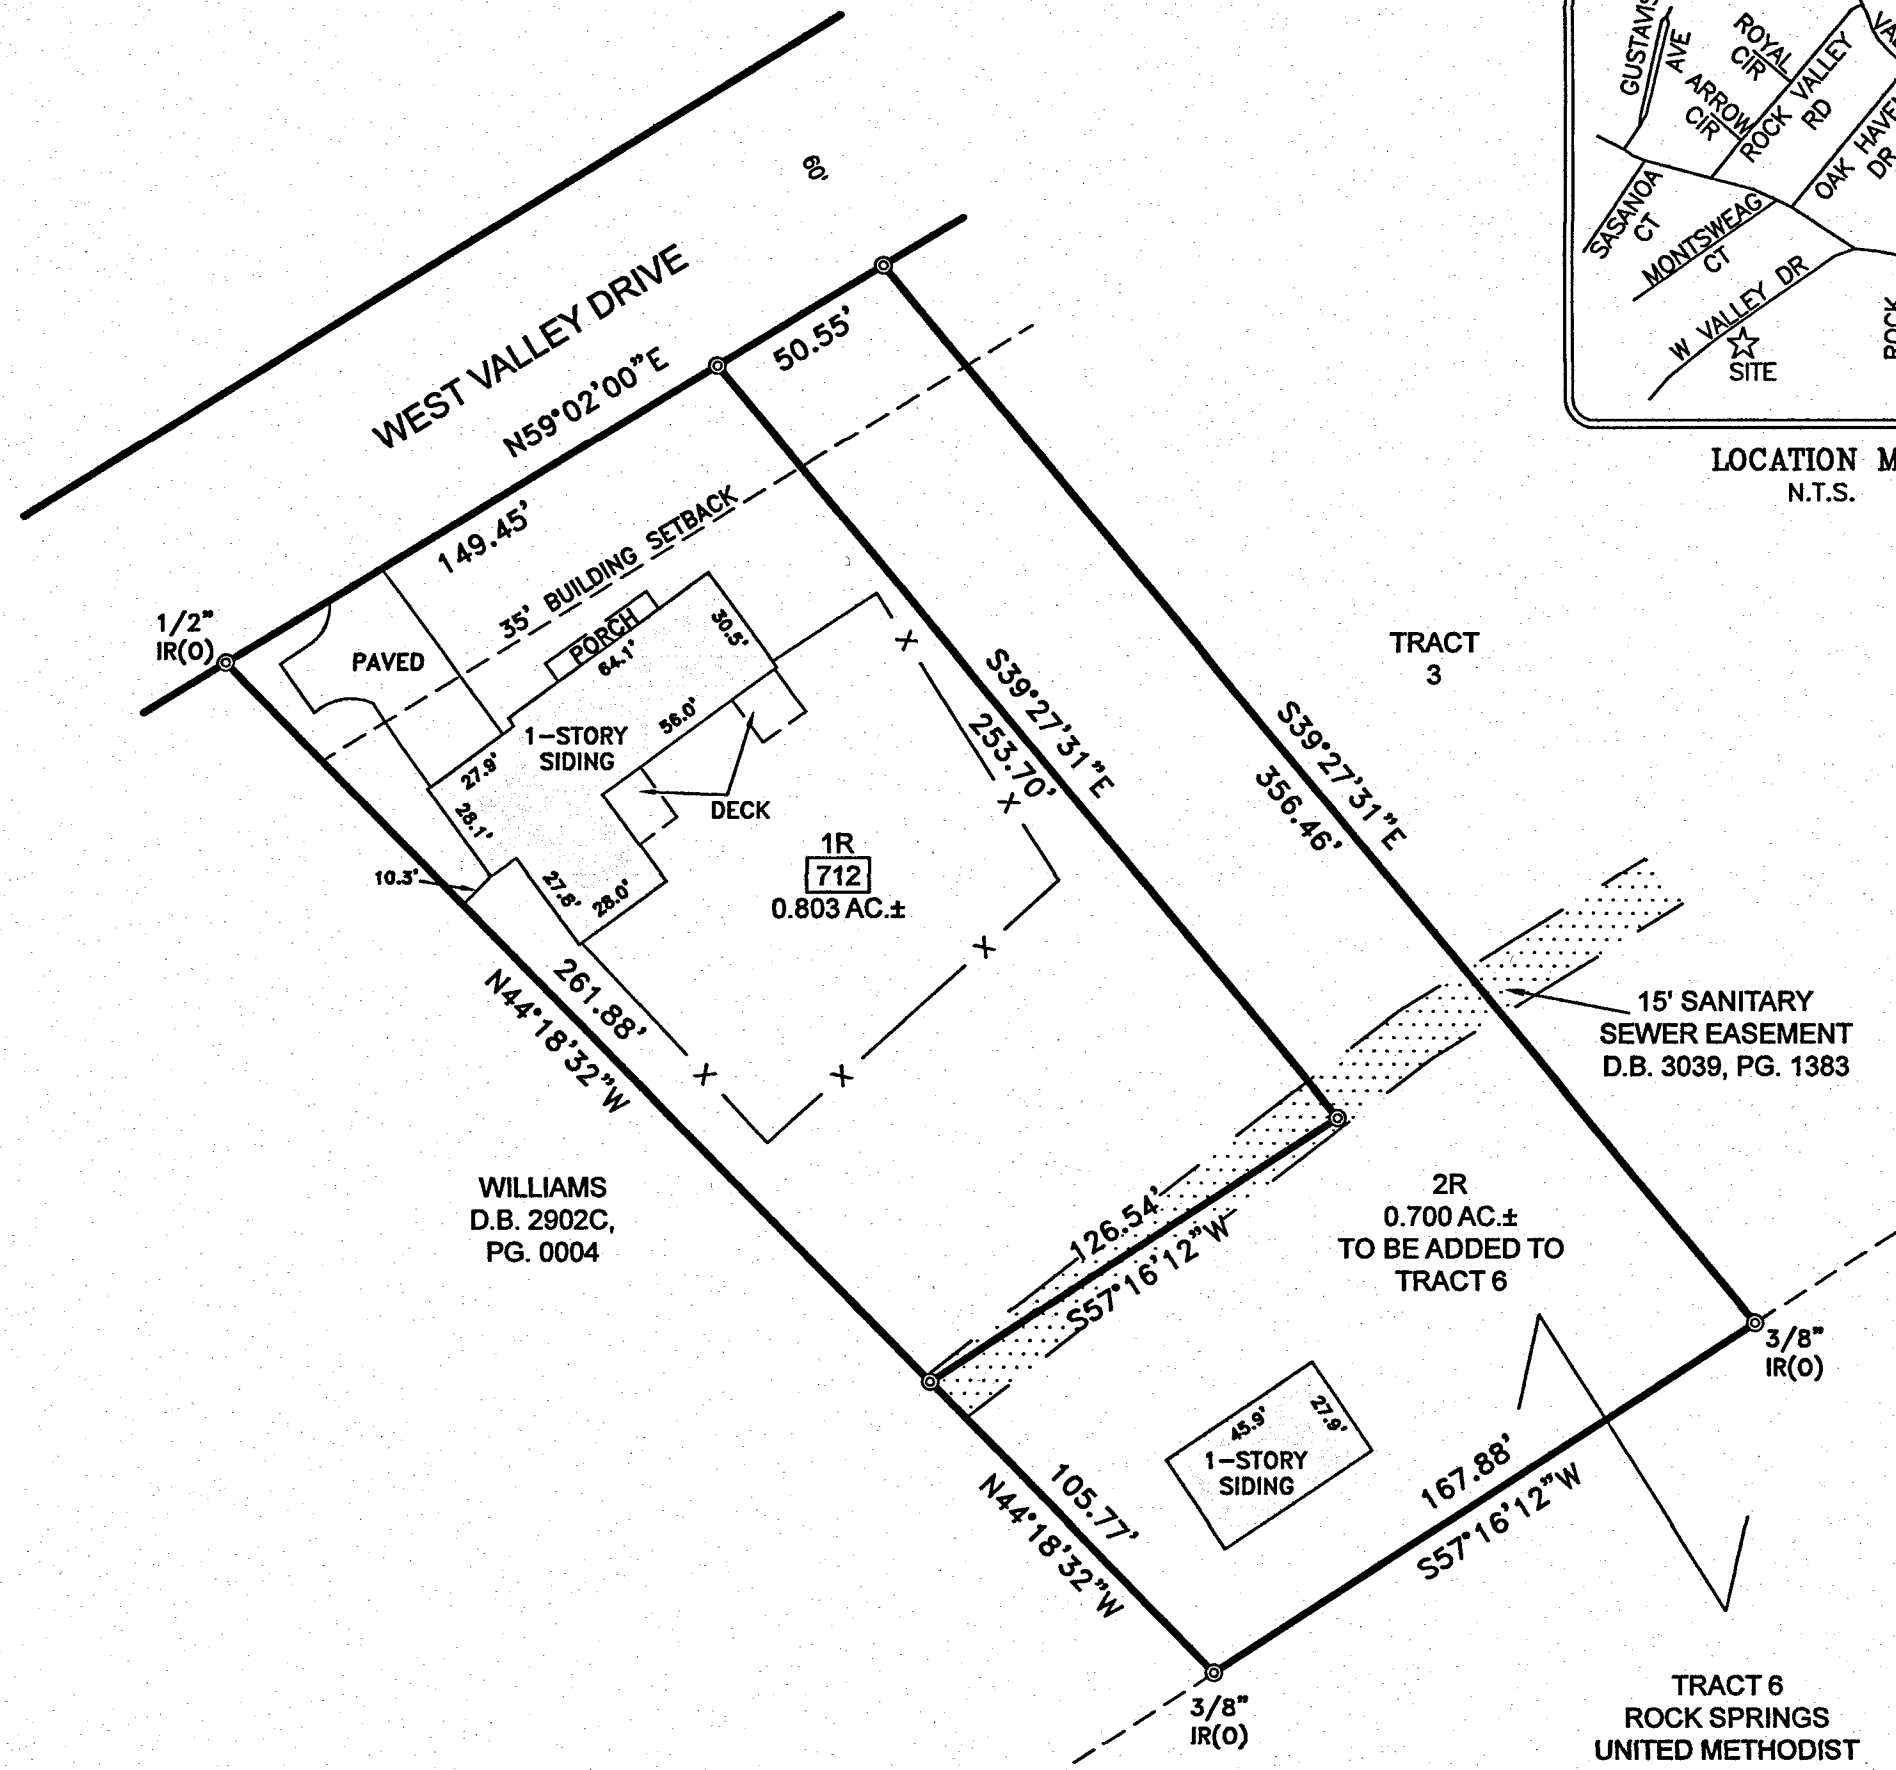 60'
WEST VALLEY DRIVE
N59°02'00"E
50.55'
149.45'
35' BUILDING SETBACK
1/2"
IR(O)
PAVED
PORCH
64.1'
30.5'
1-STORY
SIDING
56.0'
27.9'
28.1'
DECK
10.3'
27.8'
28.0'
1R
712
0.803 AC.±
S39°27'31"E
253.70'
S39°27'31"E
356.46'
TRACT
3
261.88'
N44°18'32"W
15' SANITARY
SEWER EASEMENT
D.B. 3039, PG. 1383
WILLIAMS
D.B. 2902C,
PG. 0004
126.54'
S57°16'12"W
2R
0.700 AC.±
TO BE ADDED TO
TRACT 6
3/8"
IR(O)
45.9'
27.9'
1-STORY
SIDING
105.77'
N44°18'32"W
167.88'
S57°16'12"W
3/8"
IR(O)
TRACT 6
ROCK SPRINGS
UNITED METHODIST
GUSTAVIS
AVE
ROYAL
CIR
ARROW
CIR
ROCK VALLEY
RD
OAK HAVEN
DR
SASANOA
CT
MONTSWEAG
CT
W VALLEY DR
SITE
ROCK
LOCATION M
N.T.S.